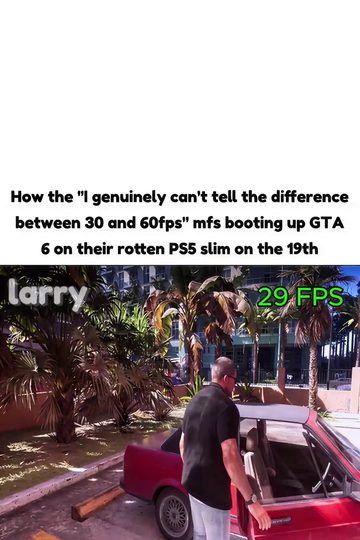 How the "I genuinely can't tell the difference
between 30 and 60fps" mfs booting up GTA
6 on their rotten PS5 slim on the 19th
larry
29 FPS